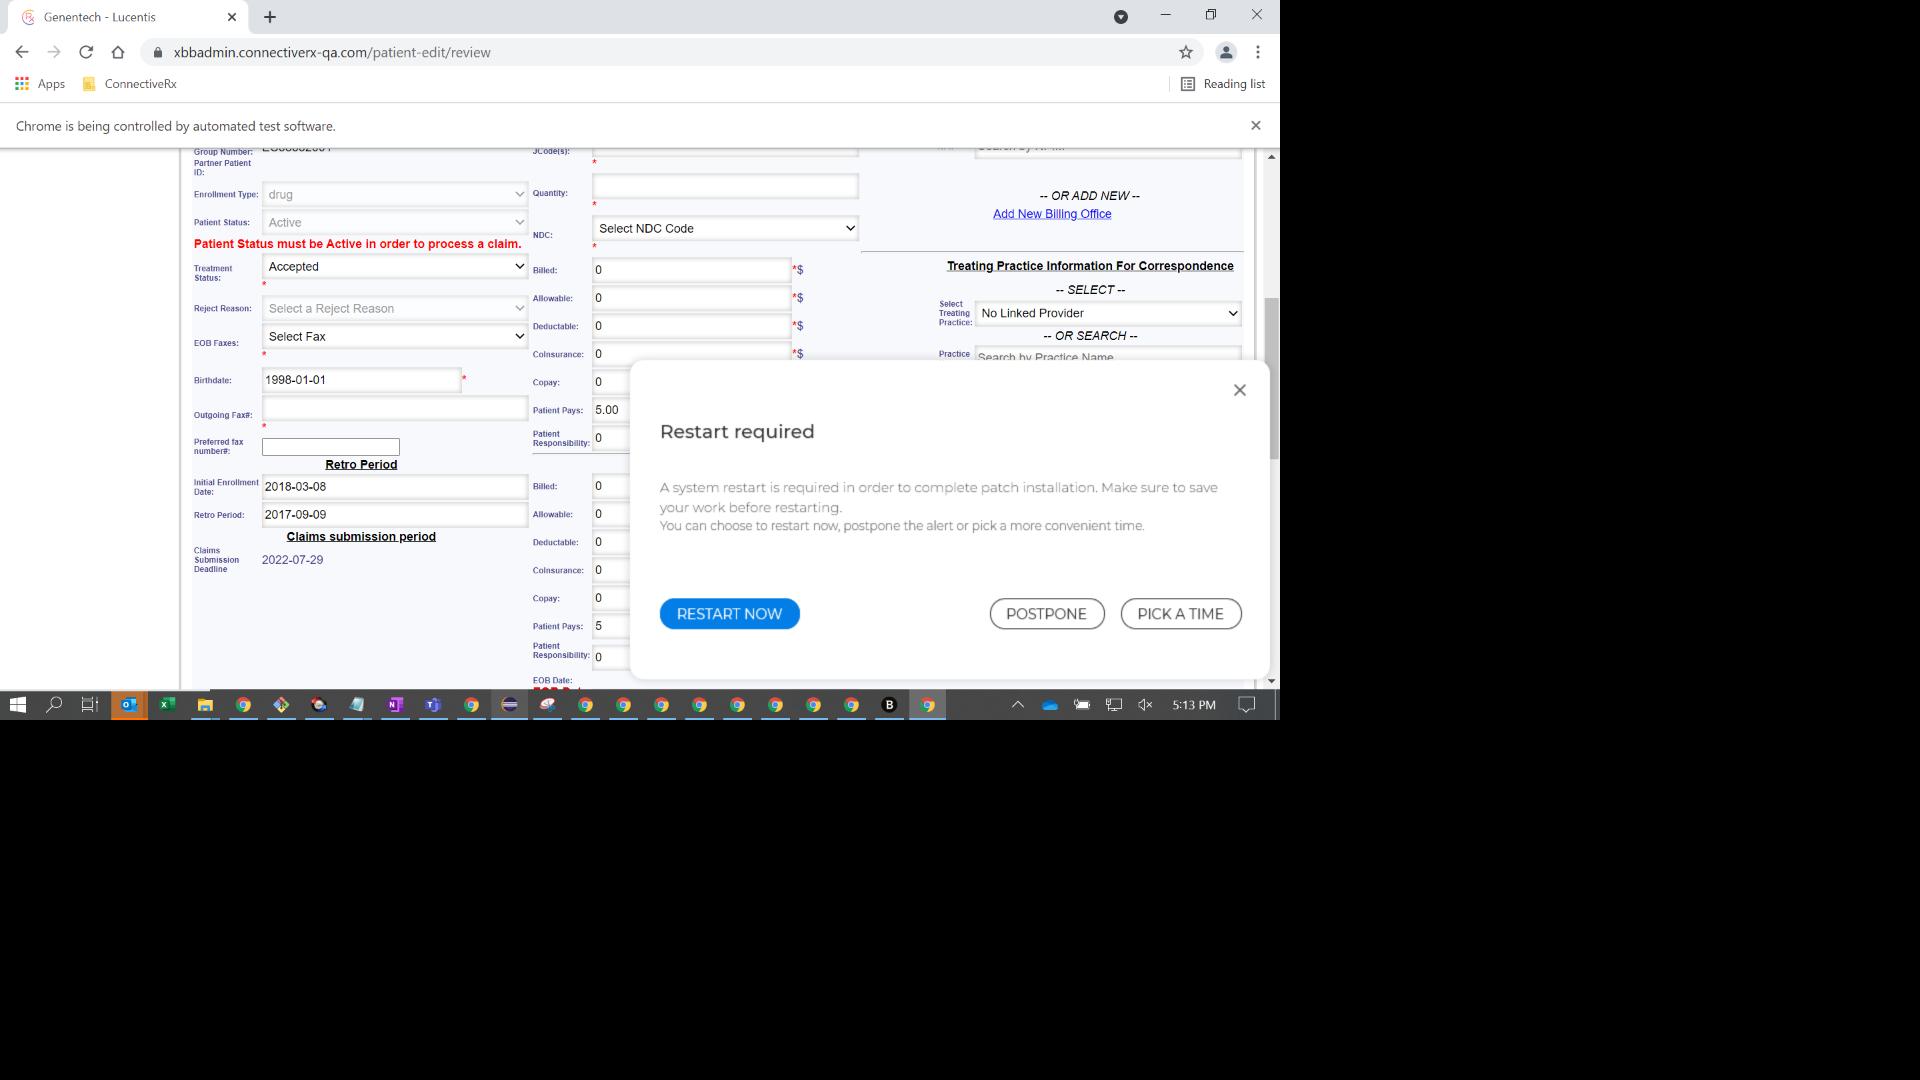 Genentech - Lucentis
xbbadmin.connectiverx-qa.com/patient-edit/review
Apps
ConnectiveRx
Reading list
Chrome is being controlled by automated test software.
Group Number:
Partner Patient
ID:
Enrollment Type: drug
Patient Status: Active
Patient Status must be Active in order to process a claim.
Treatment
Status:
Accepted
*
Reject Reason: Select a Reject Reason
EOB Faxes: Select Fax
*
Birthdate: 1998-01-01 *
Outgoing Fax#:
*
Preferred fax
number#:
Retro Period
Initial Enrollment
Date:
2018-03-08
Retro Period: 2017-09-09
Claims submission period
Claims
Submission
Deadline
2022-07-29
JCode(s):
*
Quantity:
*
NDC: Select NDC Code
*
Billed: 0 *$
Allowable: 0 *$
Deductable: 0 *$
CoInsurance: 0 *$
Copay: 0
Patient Pays: 5.00
Patient
Responsibility: 0
Billed: 0
Allowable: 0
Deductable: 0
CoInsurance: 0
Copay: 0
Patient Pays: 5
Patient
Responsibility: 0
EOB Date:
-- OR ADD NEW --
Add New Billing Office
Treating Practice Information For Correspondence
-- SELECT --
Select
Treating
Practice:
No Linked Provider
-- OR SEARCH --
Practice Search by Practice Name
Restart required
A system restart is required in order to complete patch installation. Make sure to save
your work before restarting.
You can choose to restart now, postpone the alert or pick a more convenient time.
RESTART NOW
POSTPONE
PICK A TIME
5:13 PM